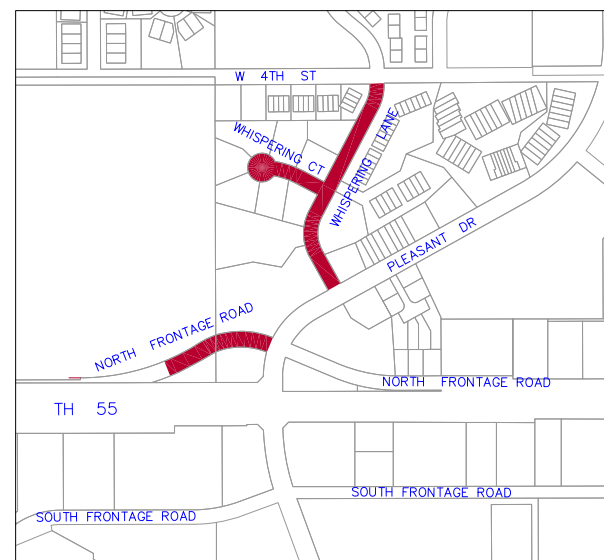 W 4TH ST
WHISPERING CT
WHISPERING LANE
PLEASANT DR
NORTH FRONTAGE ROAD
NORTH FRONTAGE ROAD
TH 55
SOUTH FRONTAGE ROAD
SOUTH FRONTAGE ROAD